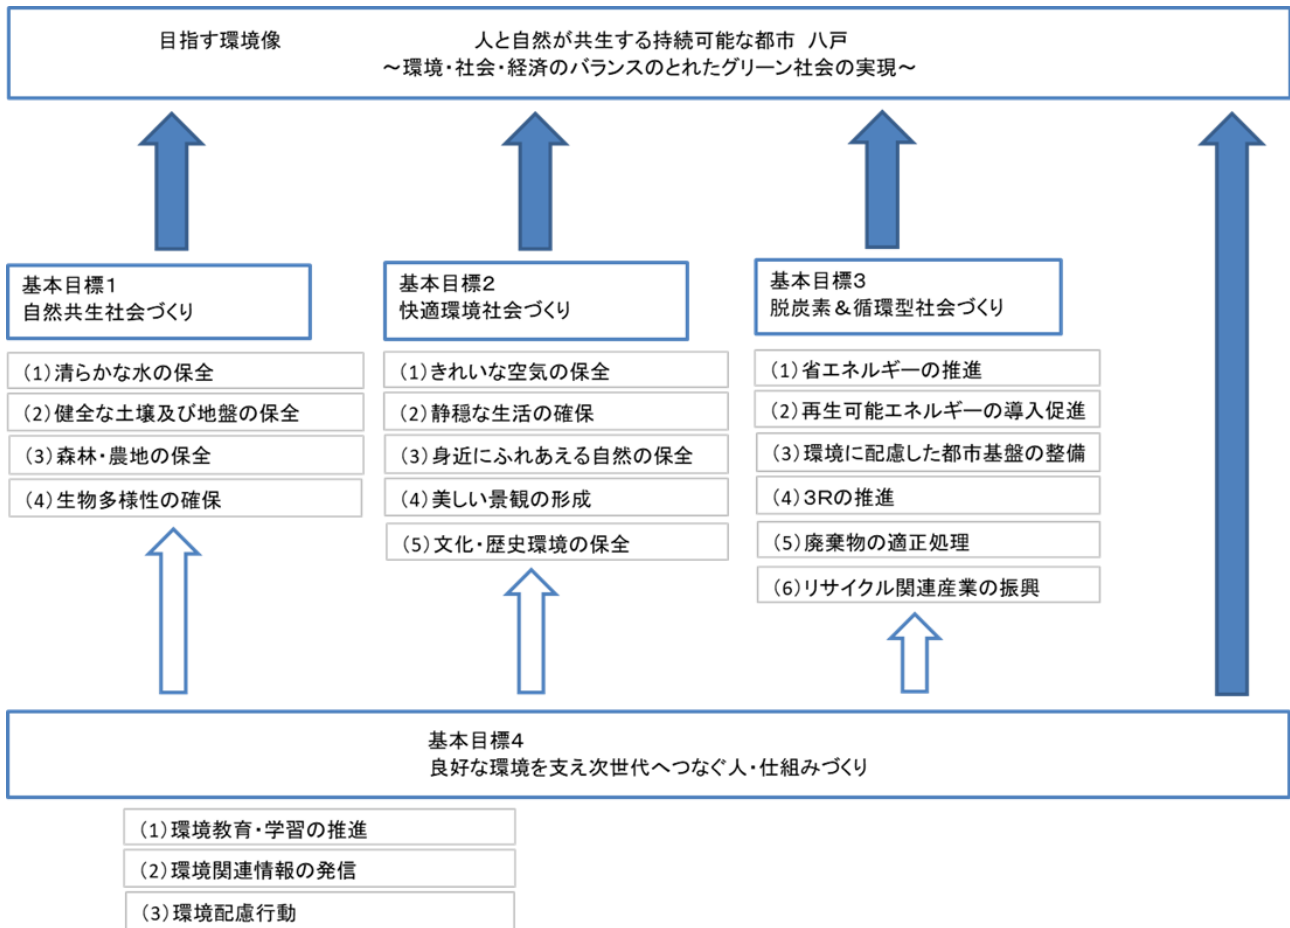 目指す環境像
人と自然が共生する持続可能な都市 八戸
～環境・社会・経済のバランスのとれたグリーン社会の実現～
基本目標1
自然共生社会づくり
(1)清らかな水の保全
(2)健全な土壌及び地盤の保全
(3)森林・農地の保全
(4)生物多様性の確保
基本目標2
快適環境社会づくり
(1)きれいな空気の保全
(2)静穏な生活の確保
(3)身近にふれあえる自然の保全
(4)美しい景観の形成
(5)文化・歴史環境の保全
基本目標3
脱炭素＆循環型社会づくり
(1)省エネルギーの推進
(2)再生可能エネルギーの導入促進
(3)環境に配慮した都市基盤の整備
(4)3Rの推進
(5)廃棄物の適正処理
(6)リサイクル関連産業の振興
基本目標4
良好な環境を支え次世代へつなぐ人・仕組みづくり
(1)環境教育・学習の推進
(2)環境関連情報の発信
(3)環境配慮行動